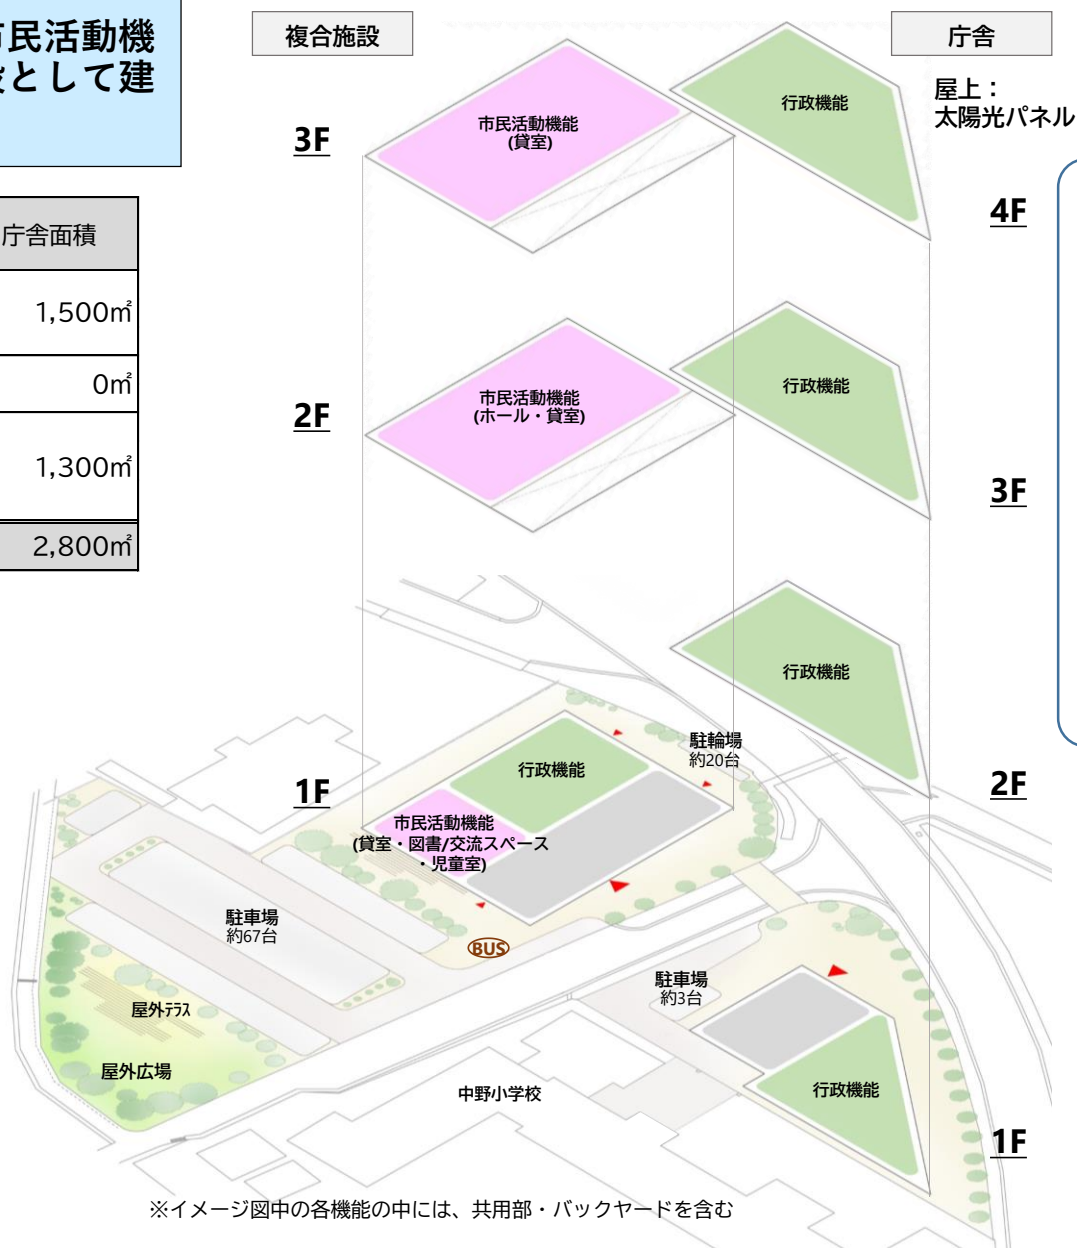 市民活動機
設として建
庁舎面積
1,500㎡
0㎡
1,300㎡
2,800㎡
複合施設
庁舎
屋上：
太陽光パネル
3F
市民活動機能
(貸室)
行政機能
4F
2F
市民活動機能
(ホール・貸室)
行政機能
3F
行政機能
2F
1F
行政機能
駐輪場
約20台
市民活動機能
(貸室・図書/交流スペース
・児童室)
駐車場
約67台
BUS
駐車場
約3台
屋外ﾃﾗｽ
屋外広場
中野小学校
行政機能
1F
※イメージ図中の各機能の中には、共用部・バックヤードを含む